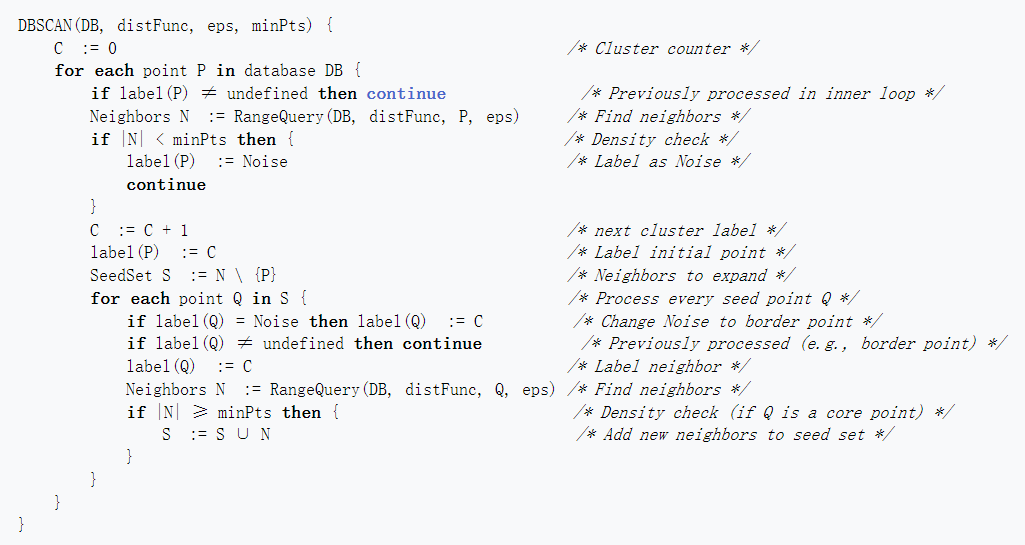 DBSCAN(DB, distFunc, eps, minPts) {
    C := 0 /* Cluster counter */
    for each point P in database DB {
        if label(P) ≠ undefined then continue /* Previously processed in inner loop */
        Neighbors N := RangeQuery(DB, distFunc, P, eps) /* Find neighbors */
        if |N| < minPts then { /* Density check */
            label(P) := Noise /* Label as Noise */
            continue
        }
        C := C + 1 /* next cluster label */
        label(P) := C /* Label initial point */
        SeedSet S := N \ {P} /* Neighbors to expand */
        for each point Q in S { /* Process every seed point Q */
            if label(Q) = Noise then label(Q) := C /* Change Noise to border point */
            if label(Q) ≠ undefined then continue /* Previously processed (e.g., border point) */
            label(Q) := C /* Label neighbor */
            Neighbors N := RangeQuery(DB, distFunc, Q, eps) /* Find neighbors */
            if |N| ⩾ minPts then { /* Density check (if Q is a core point) */
                S := S ∪ N /* Add new neighbors to seed set */
            }
        }
    }
}